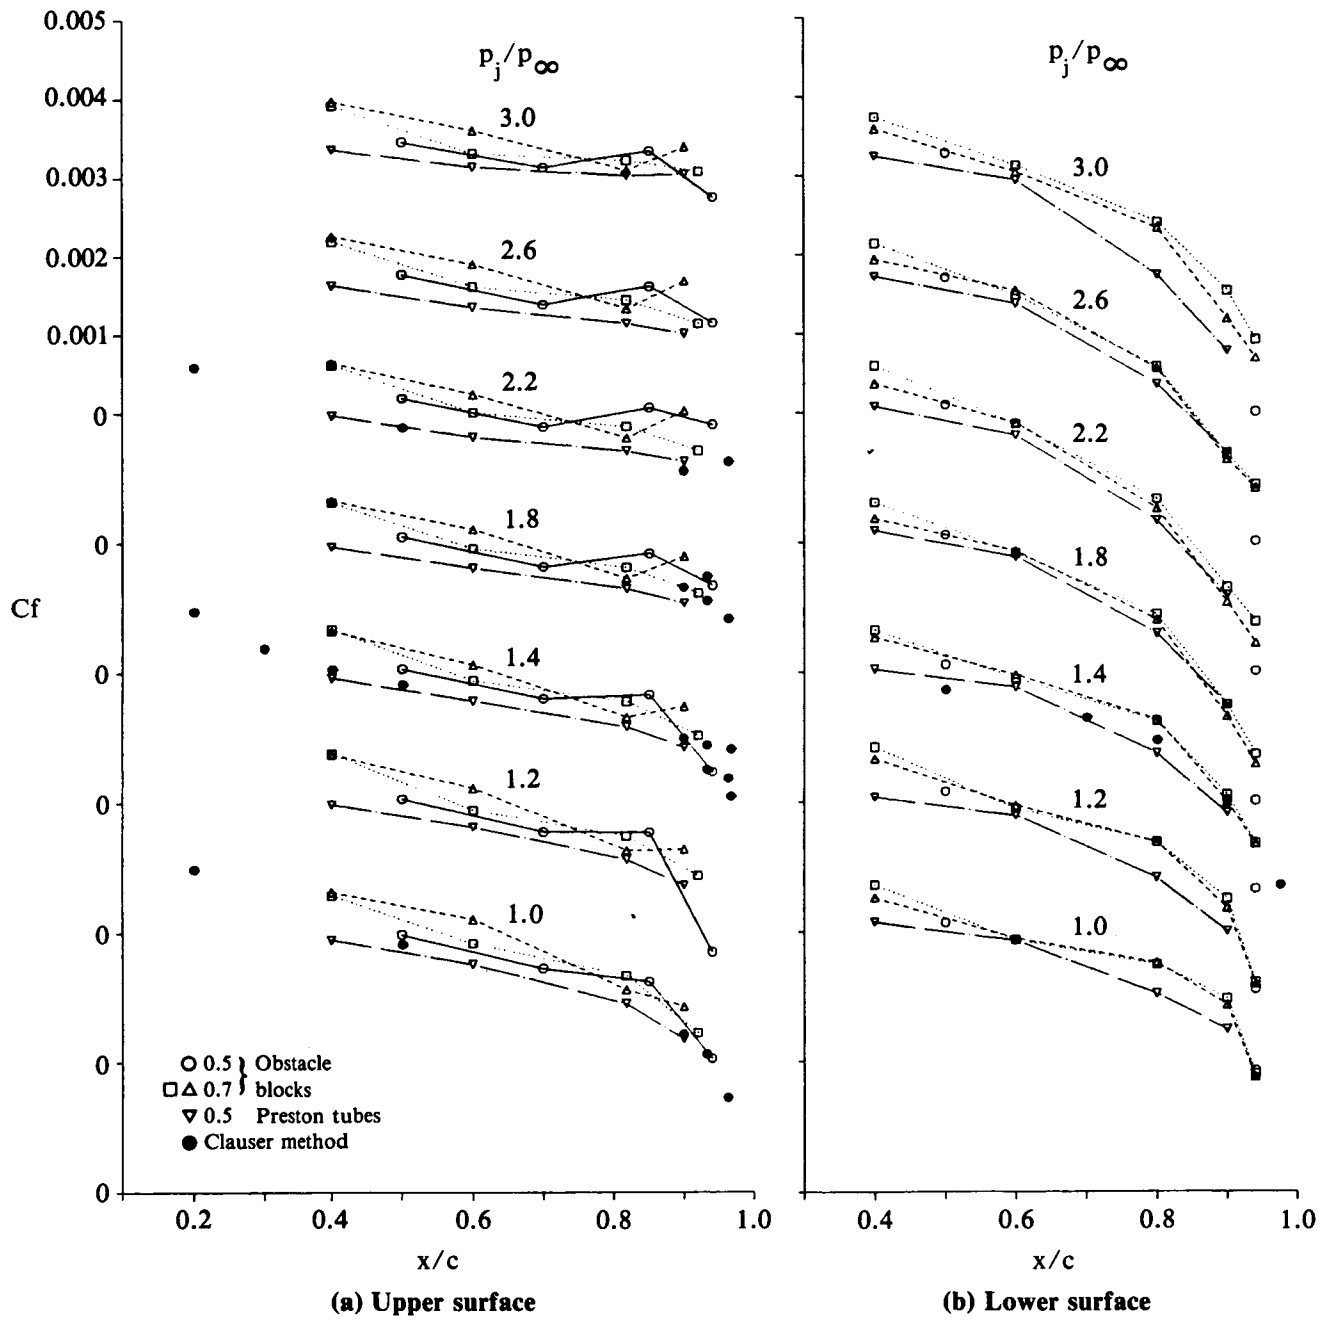 0.005
0.004
0.003
0.002
0.001
0
0
0
0
0
0
0
Cf
p_j/p_∞
3.0
2.6
2.2
1.8
1.4
1.2
1.0
○ 0.5 } Obstacle
□ △ 0.7 } blocks
▽ 0.5 Preston tubes
● Clauser method
0.2 0.4 0.6 0.8 1.0
x/c
(a) Upper surface
p_j/p_∞
3.0
2.6
2.2
1.8
1.4
1.2
1.0
0.4 0.6 0.8 1.0
x/c
(b) Lower surface